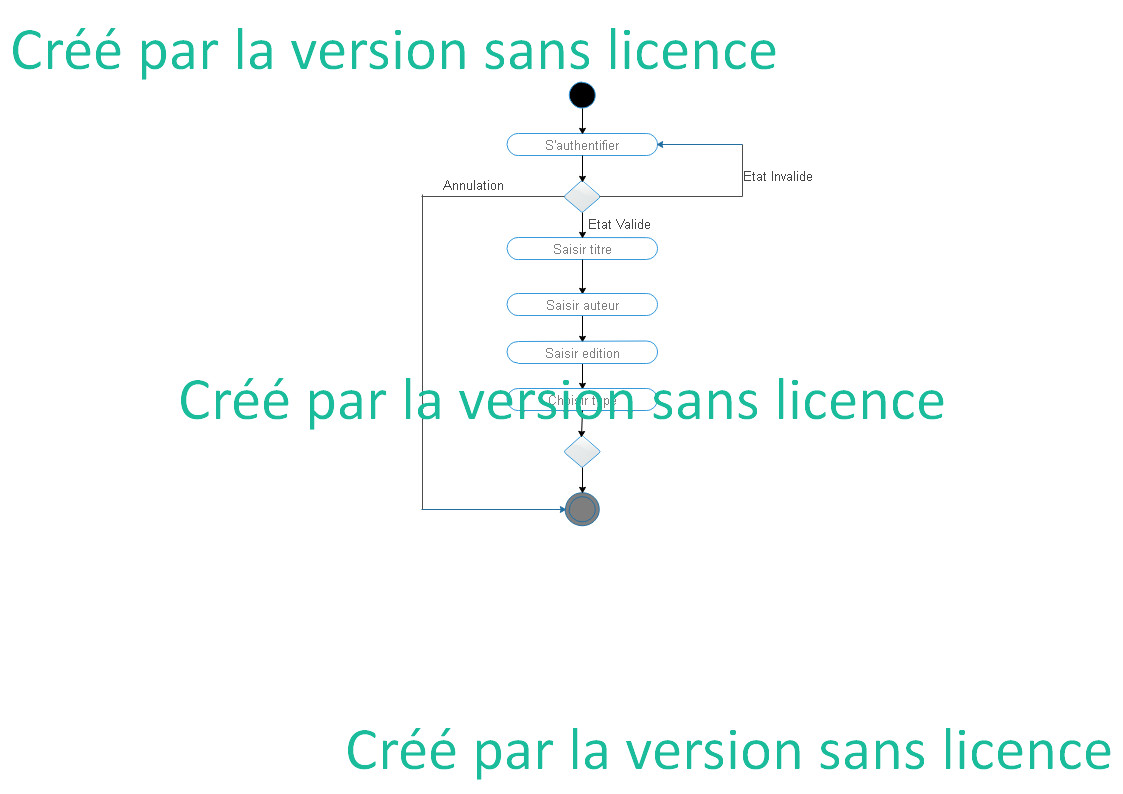 Créé par la version sans licence
S'authentifier
Etat Invalide
Annulation
Etat Valide
Saisir titre
Saisir auteur
Saisir edition
Créé par la version sans licence
Choisir type
Créé par la version sans licence